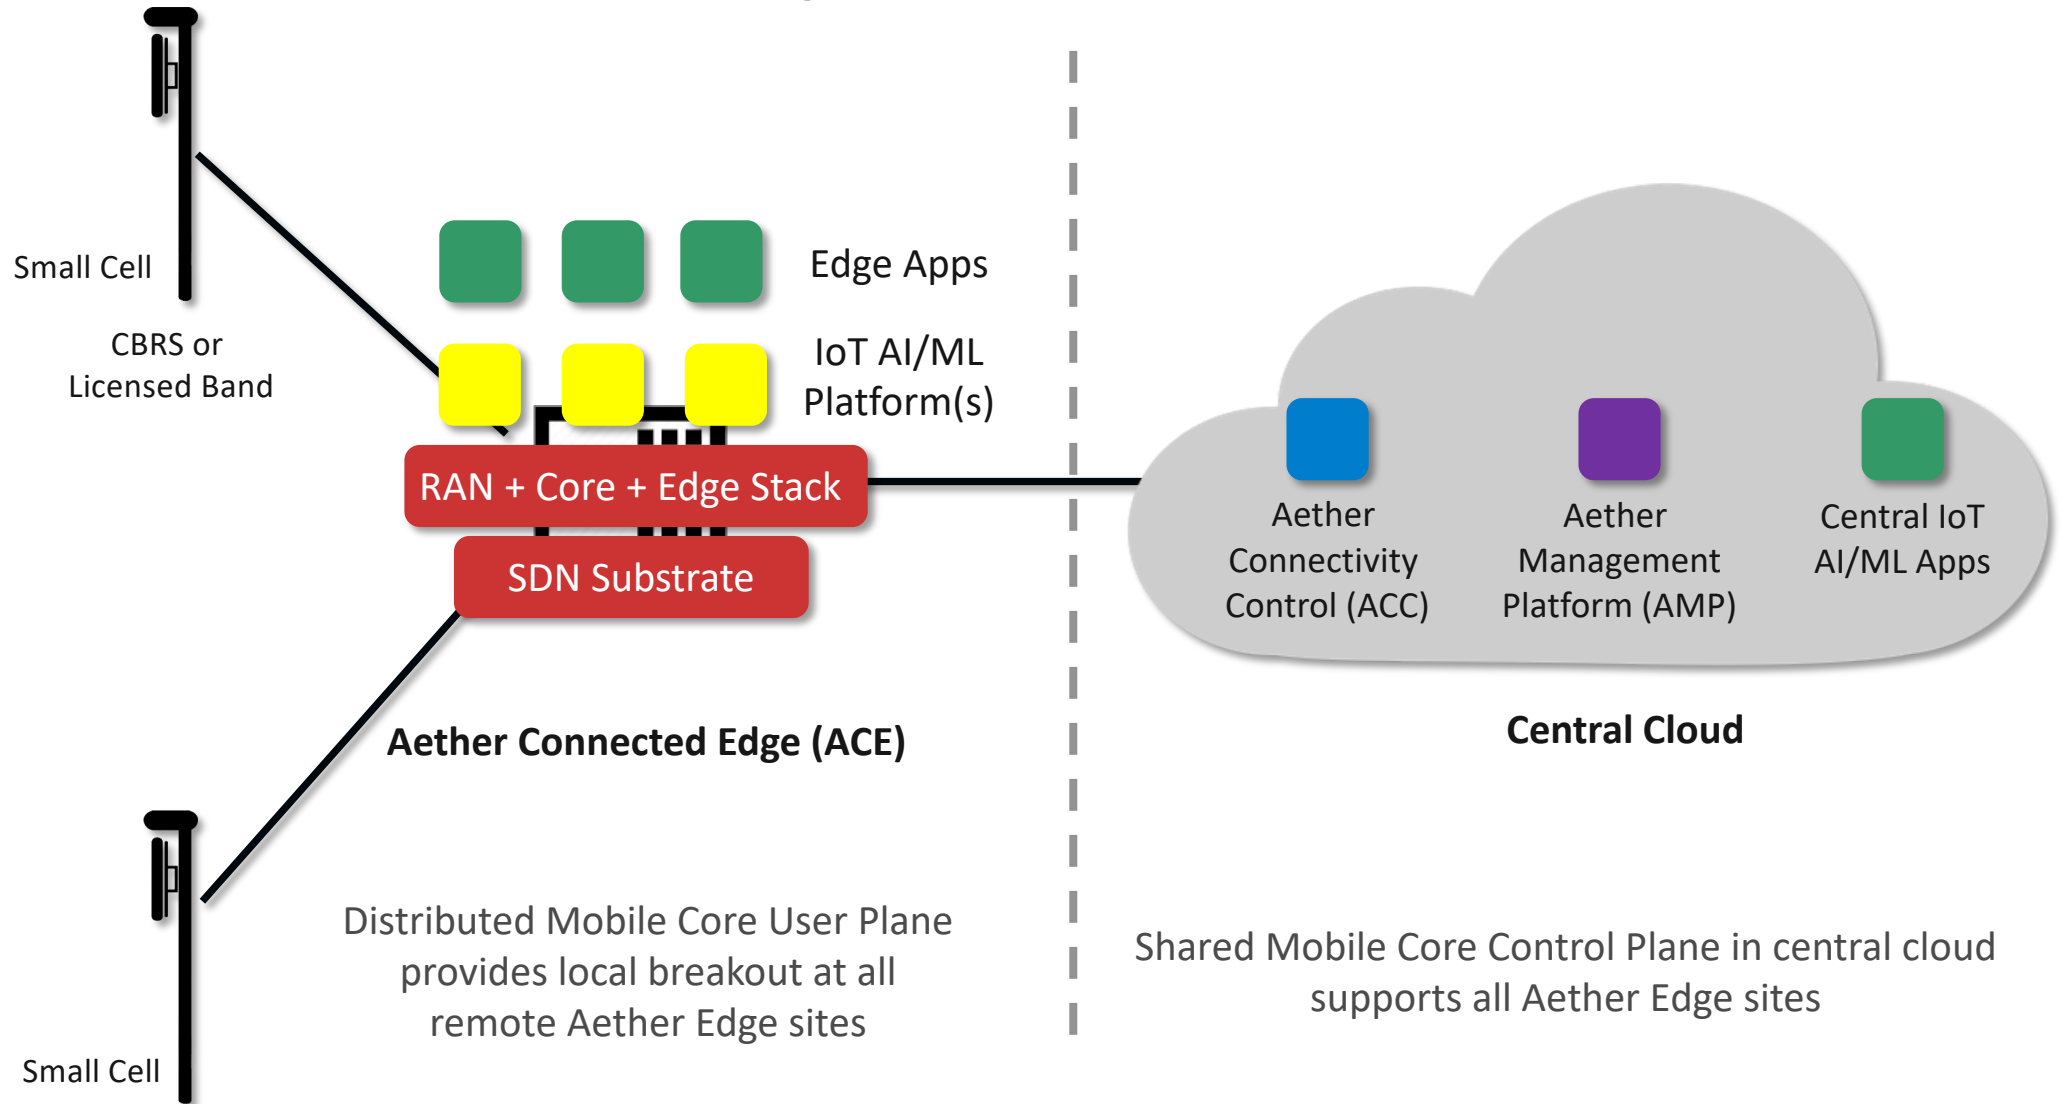 Small Cell
CBRS or
Licensed Band
Edge Apps
IoT AI/ML
Platform(s)
RAN + Core + Edge Stack
SDN Substrate
Aether Connected Edge (ACE)
Distributed Mobile Core User Plane
provides local breakout at all
remote Aether Edge sites
Small Cell
Aether
Connectivity
Control (ACC)
Aether
Management
Platform (AMP)
Central IoT
AI/ML Apps
Central Cloud
Shared Mobile Core Control Plane in central cloud
supports all Aether Edge sites